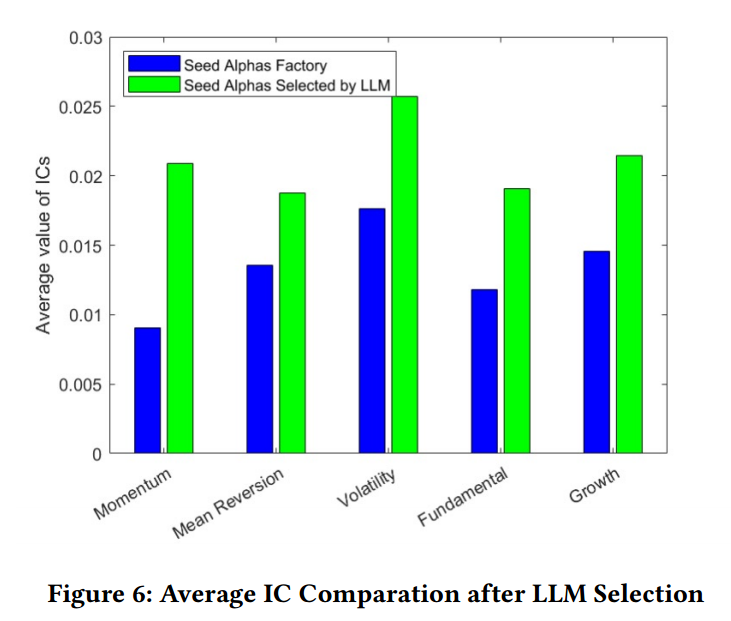 0.03
Seed Alphas Factory
Seed Alphas Selected by LLM
0.025
0.02
0.015
0.01
0.005
0
Average value of ICs
Momentum
Mean Reversion
Volatility
Fundamental
Growth
Figure 6: Average IC Comparation after LLM Selection